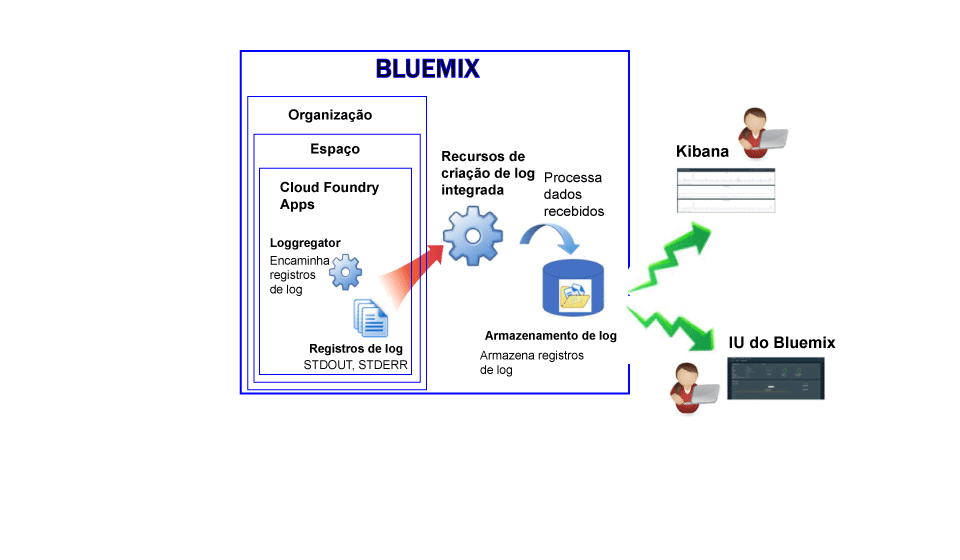 BLUEMIX
Organização
Espaço
Cloud Foundry
Apps
Loggregator
Encaminha
registros
de log
Registros de log
STDOUT, STDERR
Recursos de
criação de log
integrada
Processa
dados
recebidos
Armazenamento de log
Armazena registros
de log
Kibana
IU do Bluemix